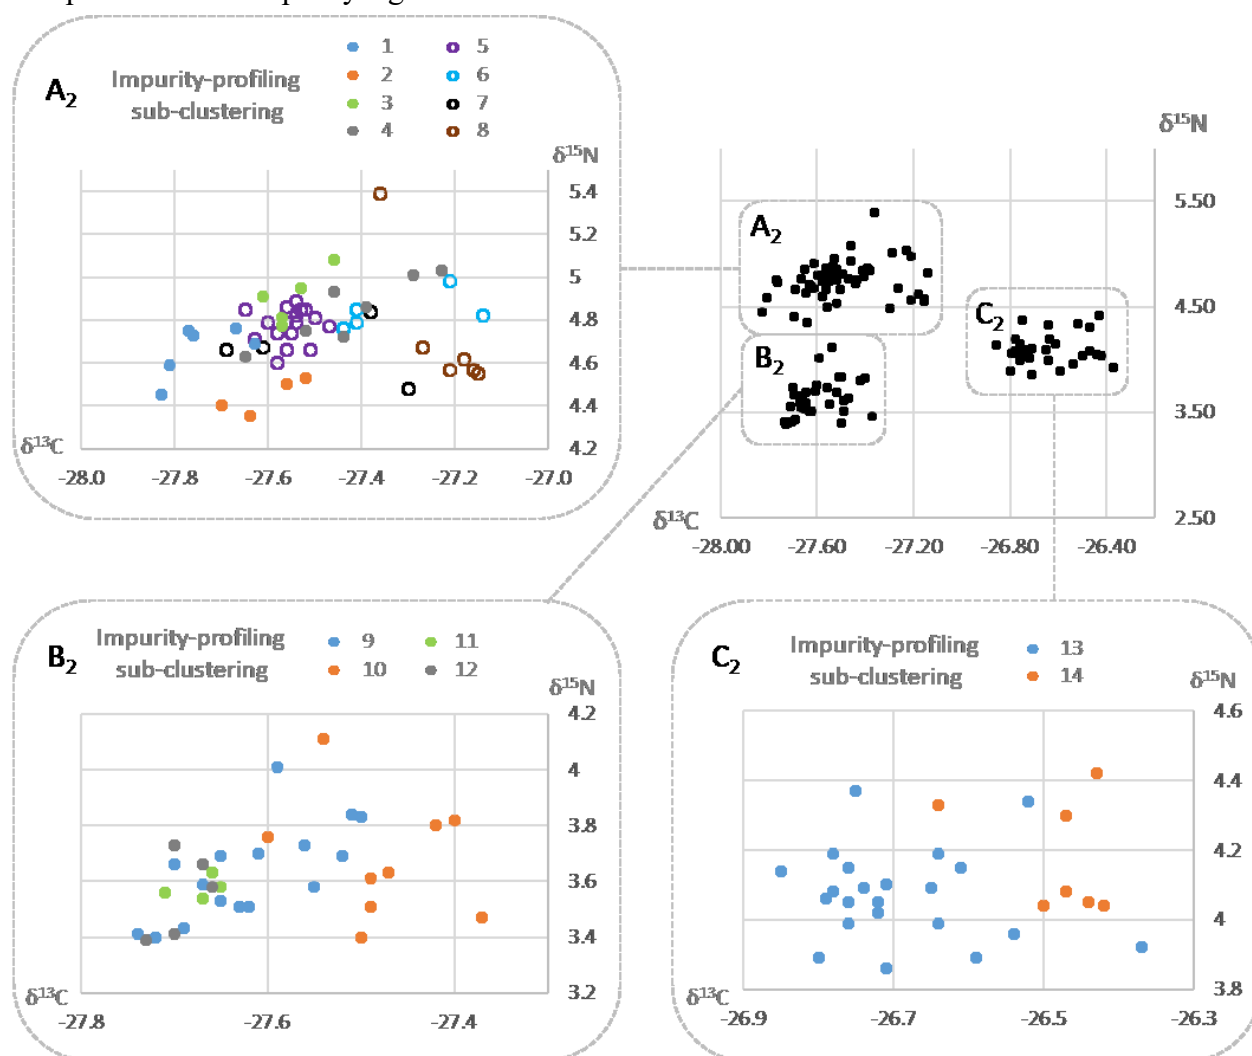 A₂
Impurity-profiling
sub-clustering
1
2
3
4
5
6
7
8
δ¹⁵N
5.4
5.2
5
4.8
4.6
4.4
4.2
δ¹³C
-28.0 -27.8 -27.6 -27.4 -27.2 -27.0
δ¹⁵N
5.50
4.50
3.50
2.50
A₂
B₂
C₂
δ¹³C
-28.00 -27.60 -27.20 -26.80 -26.40
B₂
Impurity-profiling
sub-clustering
9
10
11
12
δ¹⁵N
4.2
4
3.8
3.6
3.4
3.2
δ¹³C
-27.8 -27.6 -27.4
C₂
Impurity-profiling
sub-clustering
13
14
δ¹⁵N
4.6
4.4
4.2
4
3.8
δ¹³C
-26.9 -26.7 -26.5 -26.3